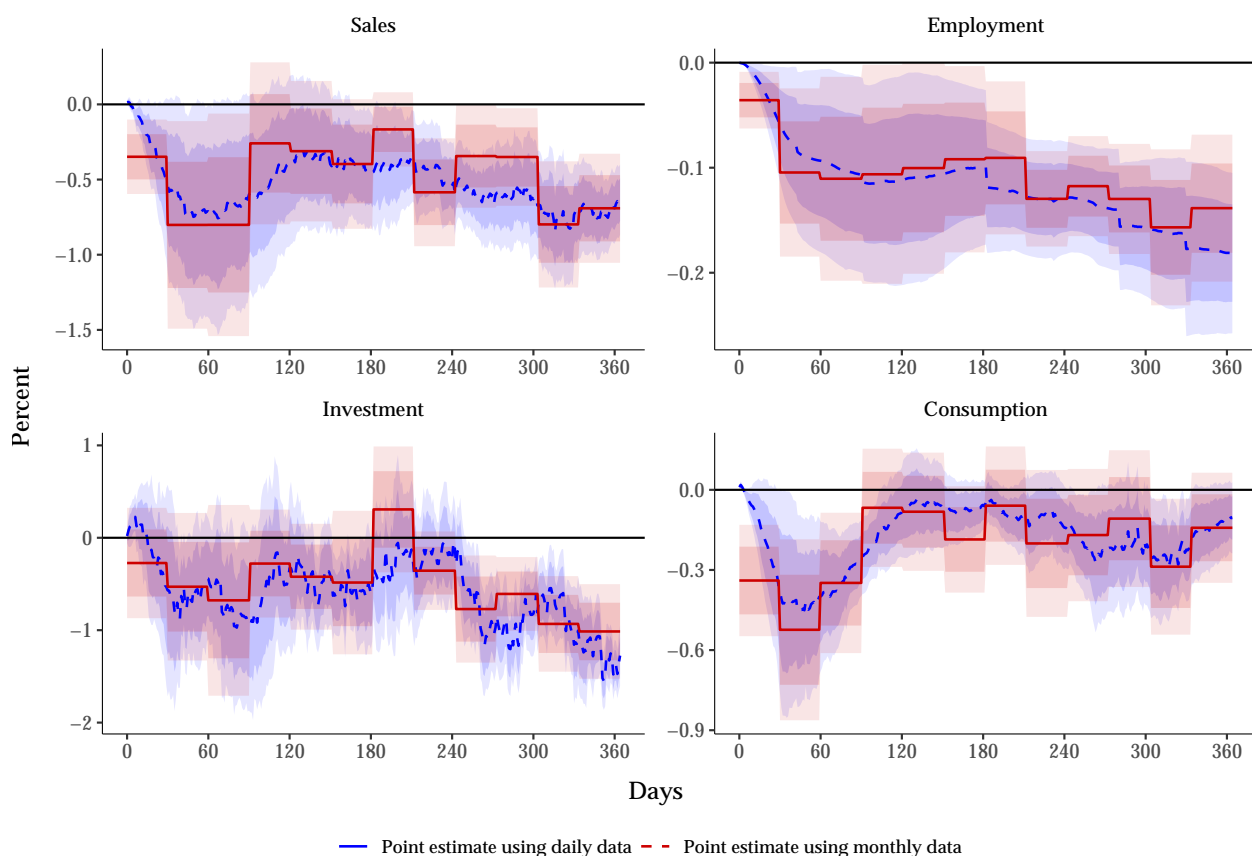 Sales
Employment
0.0
−0.5
−1.0
−1.5
0 60 120 180 240 300 360
0.0
−0.1
−0.2
0 60 120 180 240 300 360
Percent
Investment
Consumption
1
0
−1
−2
0 60 120 180 240 300 360
0.0
−0.3
−0.6
−0.9
0 60 120 180 240 300 360
Days
Point estimate using daily data Point estimate using monthly data